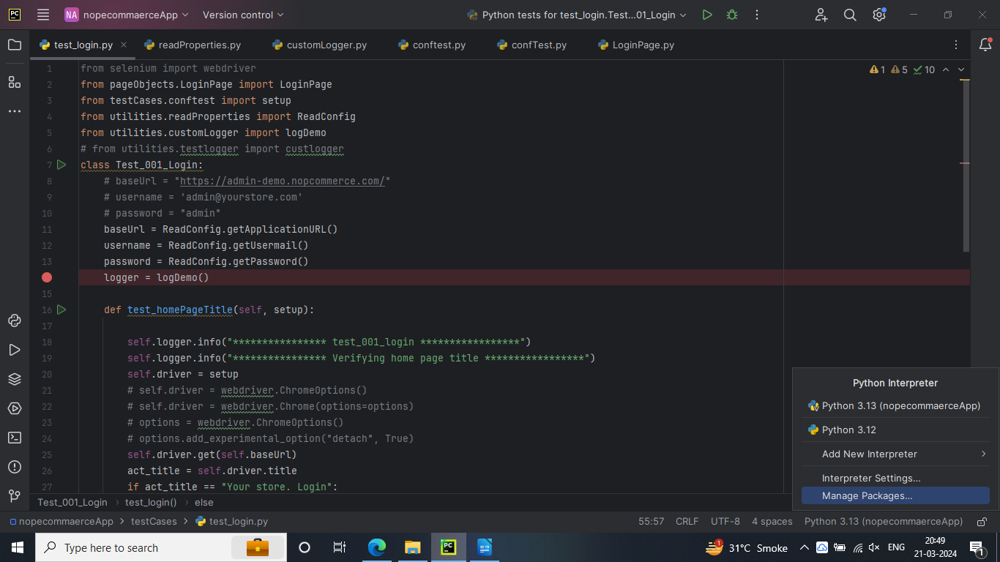 PC NA nopecommaerceApp Version control Python tests for test_login.Test...01_Login
test_login.py readProperties.py customLogger.py conftest.py confTest.py LoginPage.py
1 5 10
1 from selenium import webdriver
2 from pageObjects.LoginPage import LoginPage
3 from testCases.conftest import setup
4 from utilities.readProperties import ReadConfig
5 from utilities.customLogger import logDemo
6 # from utilities.testlogger import custlogger
7 class Test_001_Login:
8 # baseUrl = "https://admin-demo.nopcommerce.com/"
9 # username = 'admin@yourstore.com'
10 # password = "admin"
11 baseUrl = ReadConfig.getApplicationURL()
12 username = ReadConfig.getUsermail()
13 password = ReadConfig.getPassword()
logger = logDemo()
15
16 def test_homePageTitle(self, setup):
17
18 self.logger.info("**************** test_001_login *****************")
19 self.logger.info("**************** Verifying home page title *****************")
20 self.driver = setup
21 # self.driver = webdriver.ChromeOptions()
22 # self.driver = webdriver.Chrome(options=options)
23 # options = webdriver.ChromeOptions()
24 # options.add_experimental_option("detach", True)
25 self.driver.get(self.baseUrl)
26 act_title = self.driver.title
27 if act_title == "Your store. Login":
Python Interpreter
Python 3.13 (nopecommaerceApp)
Python 3.12
Add New Interpreter
Interpreter Settings...
Manage Packages...
Test_001_Login › test_login() › else
nopecommaerceApp › testCases › test_login.py 55:57 CRLF UTF-8 4 spaces Python 3.13 (nopecommaerceApp)
Type here to search PC 1 31°C Smoke ENG 20:49
21-03-2024 1